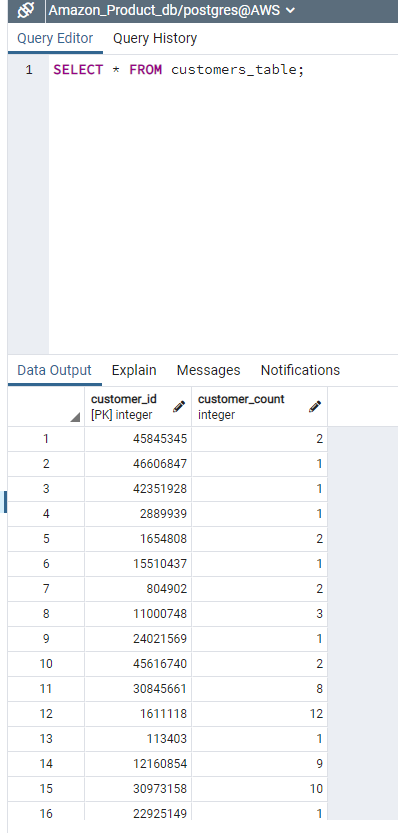 Amazon_Product_db/postgres@AWS
Query Editor Query History
1 SELECT * FROM customers_table;
Data Output Explain Messages Notifications
customer_id customer_count
[PK] integer integer
1 45845345 2
2 46606847 1
3 42351928 1
4 2889939 1
5 1654808 2
6 15510437 1
7 804902 2
8 11000748 3
9 24021569 1
10 45616740 2
11 30845661 8
12 1611118 12
13 113403 1
14 12160854 9
15 30973158 10
16 22925149 1